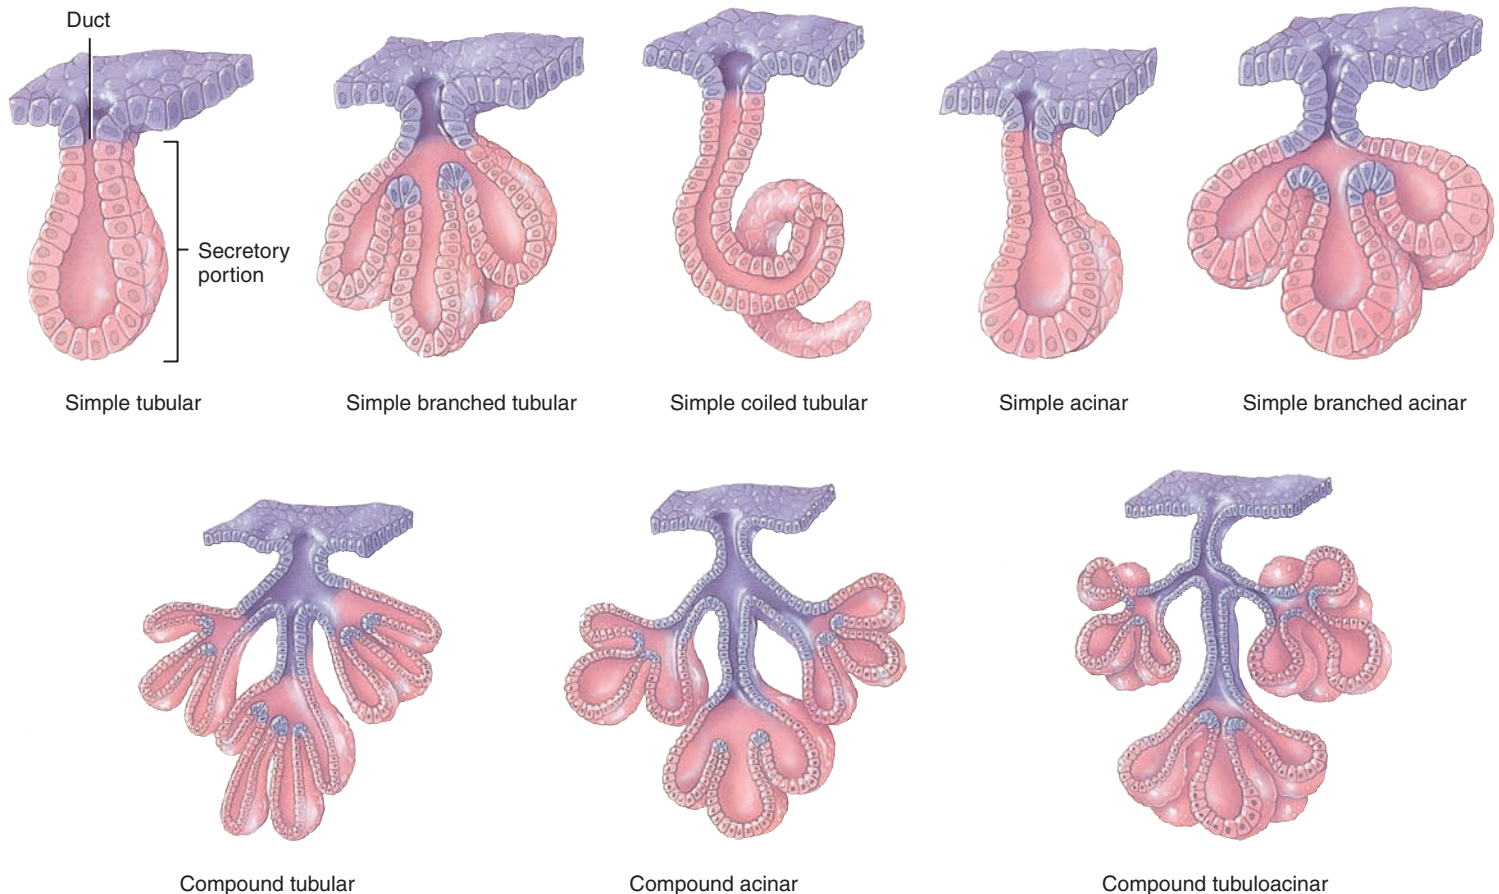 Duct
Secretory
portion
Simple tubular
Simple branched tubular
Simple coiled tubular
Simple acinar
Simple branched acinar
Compound tubular
Compound acinar
Compound tubuloacinar